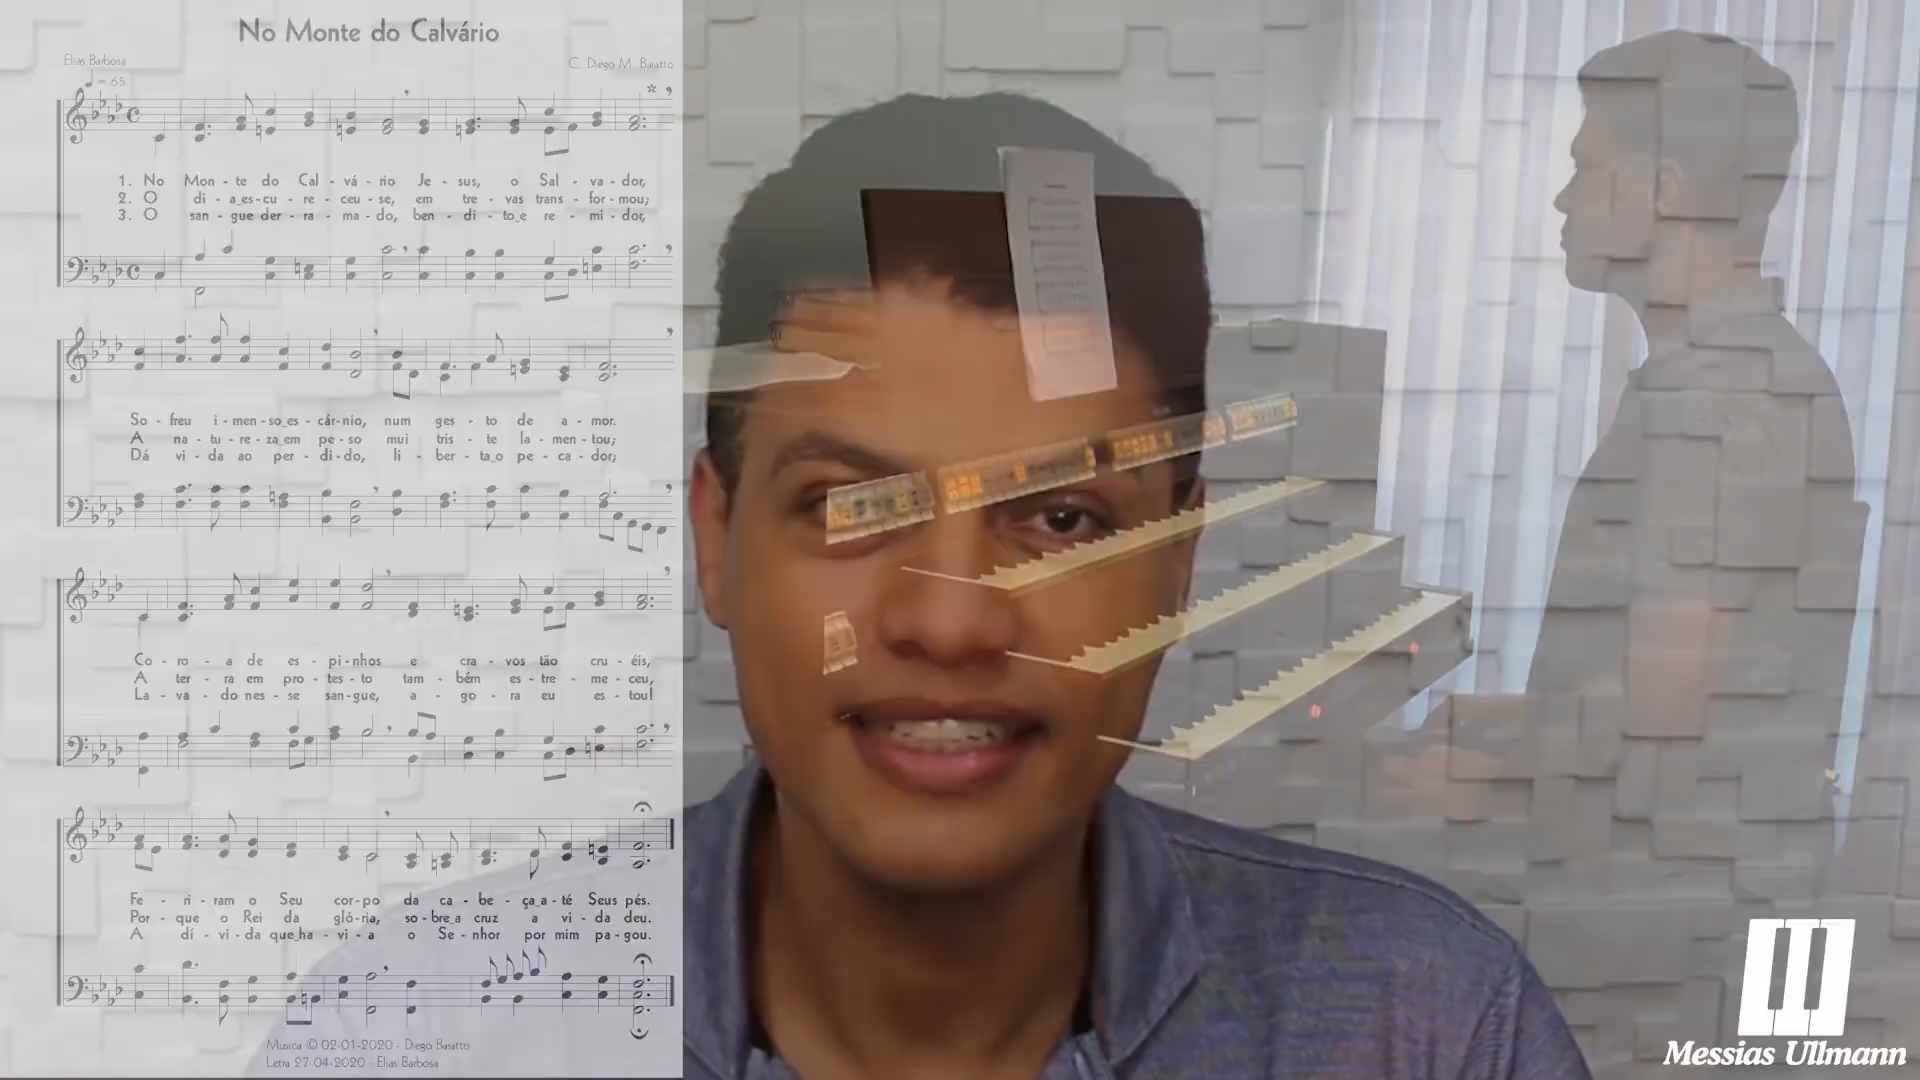 No Monte do Calvário
Elias Barbosa
C. Diego M. Baratto
= 65
1. No Mon - te do Cal - vá - rio Je - sus, o Sal - va - dor,
2. O di - a_es-cu - re - ceu - se, em tre - vas trans - for - mou;
3. O san - gue der - ra - ma - do, ben - di - to_e re - mi - dor,
So - freu i - men - so_es - cár-nio, num ges - to de a - mor.
A na - tu - re - za_em pe - so mui tris - te la - men - tou;
Dá vi - da ao per - di - do, li - ber - ta_o pe - ca - dor;
Co - ro - a de es - pi-nhos e cra - vos tão cru - éis,
A ter - ra em pro - tes - to tam - bém es - tre - me - ceu,
La - va - do nes - se san-gue, a - go - ra eu es - tou!
Fe - ri - ram o Seu cor-po da ca - be - ça_a - té Seus pés.
Por - que o Rei da gló-ria, so-bre_a cruz a vi - da deu.
A dí - vi - da que_ha - vi - a o Se - nhor por mim pa - gou.
Musica © 02-01-2020 - Diego Baratto
Letra 27 04-2020 - Elias Barbosa
Messias Ullmann